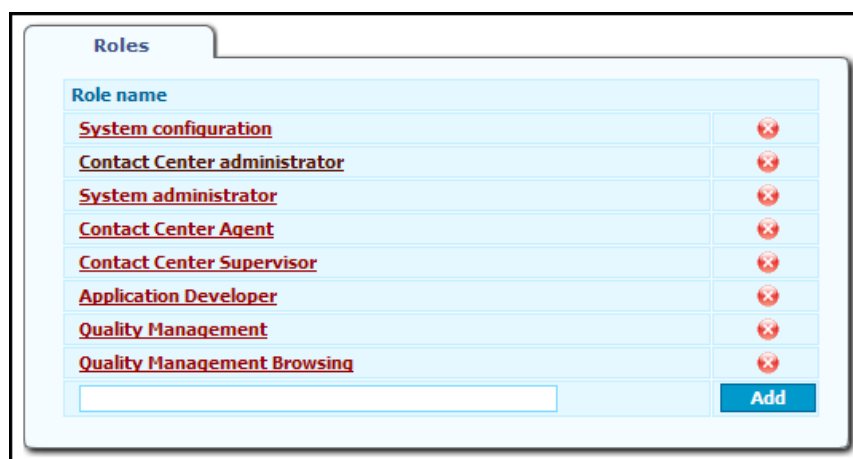 Roles
Role name
System configuration
Contact Center administrator
System administrator
Contact Center Agent
Contact Center Supervisor
Application Developer
Quality Management
Quality Management Browsing
Add